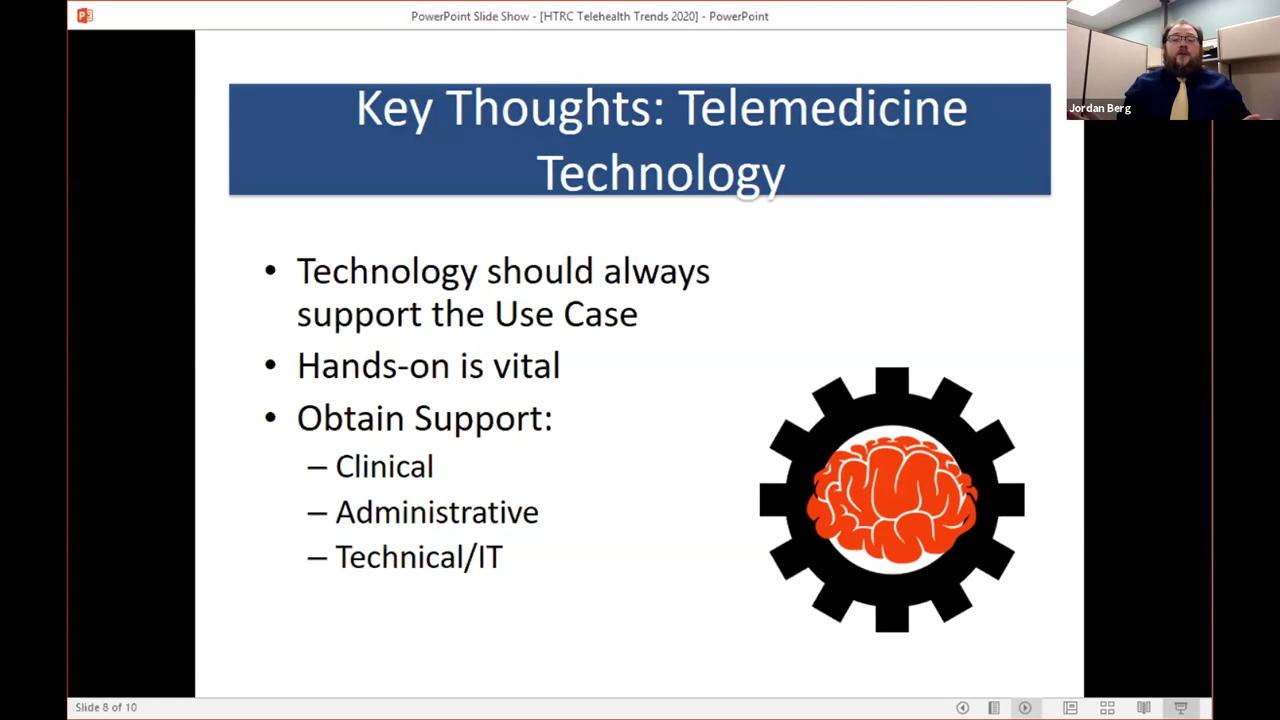 PowerPoint Slide Show - [HTRC Telehealth Trends 2020] - PowerPoint
Jordan Berg
Key Thoughts: Telemedicine
Technology
• Technology should always
support the Use Case
• Hands-on is vital
• Obtain Support:
– Clinical
– Administrative
– Technical/IT
Slide 8 of 10